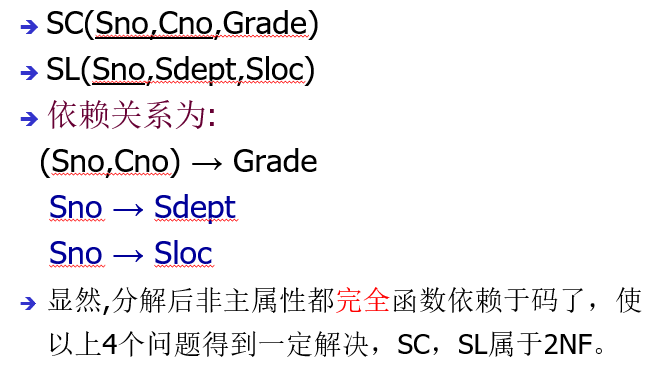 → SC(Sno,Cno,Grade)
→ SL(Sno,Sdept,Sloc)
→ 依赖关系为:
(Sno,Cno) → Grade
Sno → Sdept
Sno → Sloc
→ 显然,分解后非主属性都完全函数依赖于码了，使
以上4个问题得到一定解决，SC，SL属于2NF。